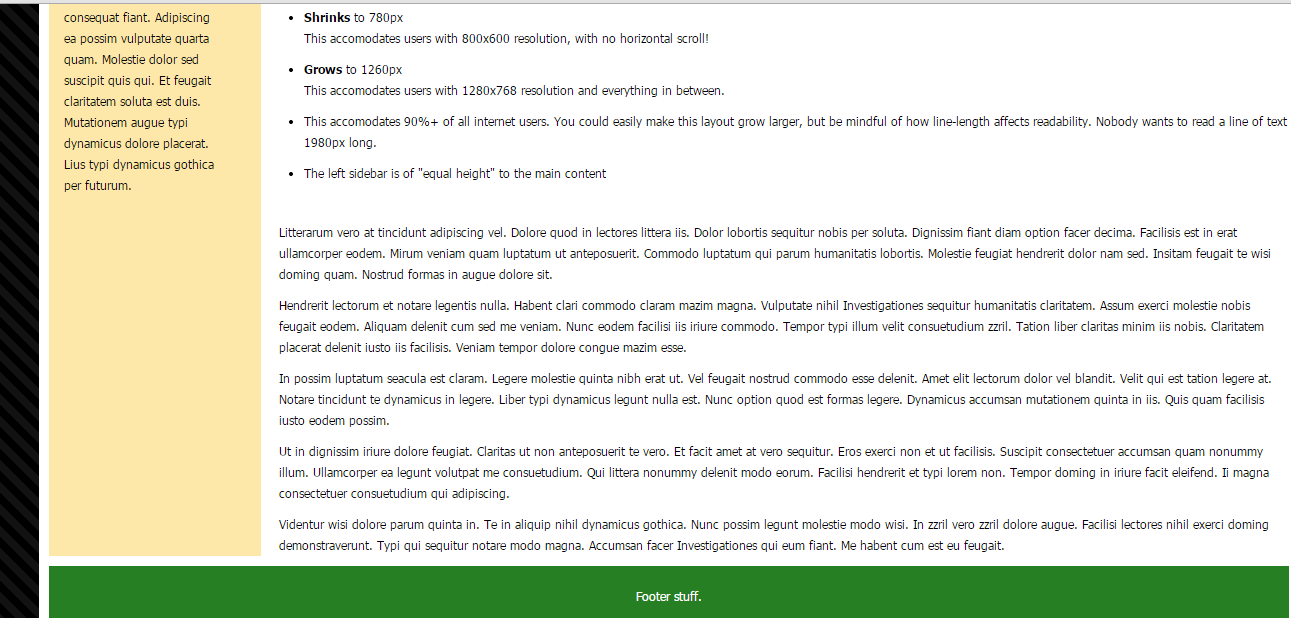 consequat fiant. Adipiscing
ea possim vulputate quarta
quam. Molestie dolor sed
suscipit quis qui. Et feugait
claritatem soluta est duis.
Mutationem augue typi
dynamicus dolore placerat.
Lius typi dynamicus gothica
per futurum.
• Shrinks to 780px
This accomodates users with 800x600 resolution, with no horizontal scroll!
• Grows to 1260px
This accomodates users with 1280x768 resolution and everything in between.
• This accomodates 90%+ of all internet users. You could easily make this layout grow larger, but be mindful of how line-length affects readability. Nobody wants to read a line of text
1980px long.
• The left sidebar is of "equal height" to the main content
Litterarum vero at tincidunt adipiscing vel. Dolore quod in lectores littera iis. Dolor lobortis sequitur nobis per soluta. Dignissim fiant diam option facer decima. Facilisis est in erat
ullamcorper eodem. Mirum veniam quam luptatum ut anteposuerit. Commodo luptatum qui parum humanitatis lobortis. Molestie feugiat hendrerit dolor nam sed. Insitam feugait te wisi
doming quam. Nostrud formas in augue dolore sit.
Hendrerit lectorum et notare legentis nulla. Habent clari commodo claram mazim magna. Vulputate nihil Investigationes sequitur humanitatis claritatem. Assum exerci molestie nobis
feugait eodem. Aliquam delenit cum sed me veniam. Nunc eodem facilisi iis iriure commodo. Tempor typi illum velit consuetudium zzril. Tation liber claritas minim iis nobis. Claritatem
placerat delenit iusto iis facilisis. Veniam tempor dolore congue mazim esse.
In possim luptatum seacula est claram. Legere molestie quinta nibh erat ut. Vel feugait nostrud commodo esse delenit. Amet elit lectorum dolor vel blandit. Velit qui est tation legere at.
Notare tincidunt te dynamicus in legere. Liber typi dynamicus legunt nulla est. Nunc option quod est formas legere. Dynamicus accumsan mutationem quinta in iis. Quis quam facilisis
iusto eodem possim.
Ut in dignissim iriure dolore feugiat. Claritas ut non anteposuerit te vero. Et facit amet at vero sequitur. Eros exerci non et ut facilisis. Suscipit consectetuer accumsan quam nonummy
illum. Ullamcorper ea legunt volutpat me consuetudium. Qui littera nonummy delenit modo eorum. Facilisi hendrerit et typi lorem non. Tempor doming in iriure facit eleifend. Ii magna
consectetuer consuetudium qui adipiscing.
Videntur wisi dolore parum quinta in. Te in aliquip nihil dynamicus gothica. Nunc possim legunt molestie modo wisi. In zzril vero zzril dolore augue. Facilisi lectores nihil exerci doming
demonstraverunt. Typi qui sequitur notare modo magna. Accumsan facer Investigationes qui eum fiant. Me habent cum est eu feugait.
Footer stuff.